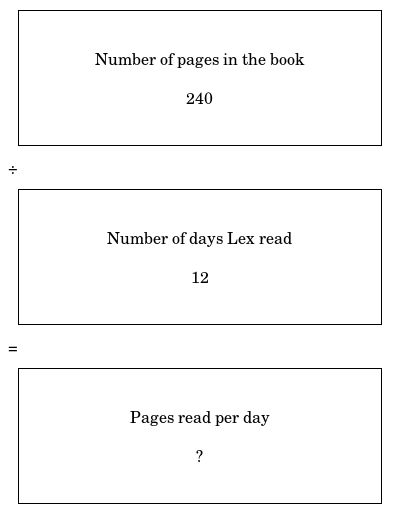 Number of pages in the book
240
÷
Number of days Lex read
12
=
Pages read per day
?